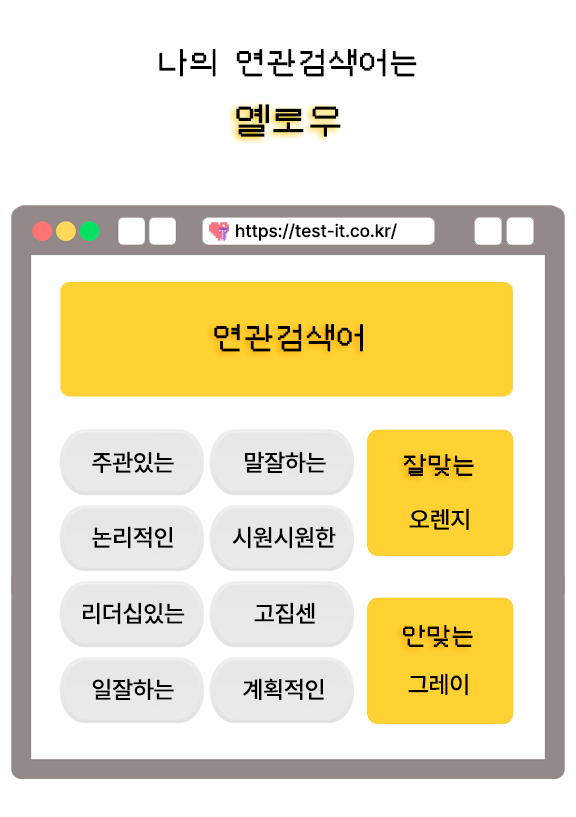 나의 연관검색어는
옐로우
https://test-it.co.kr/
연관검색어
주관있는 말잘하는
논리적인 시원시원한
리더십있는 고집센
일잘하는 계획적인
잘맞는
오렌지
안맞는
그레이